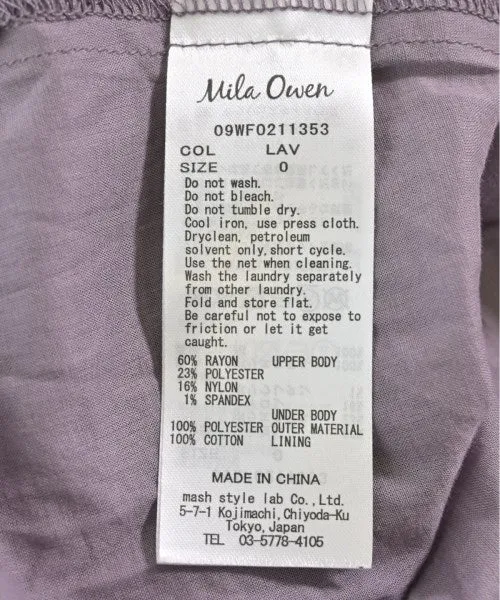 Mila Owen
09WF0211353
COL LAV
SIZE 0
Do not wash.
Do not bleach.
Do not tumble dry.
Cool iron, use press cloth.
Dryclean, petroleum
solvent only,short cycle.
Use the net when cleaning.
Wash the laundry separately
from other laundry.
Fold and store flat.
Be careful not to expose to
friction or let it get
caught.
60% RAYON UPPER BODY
23% POLYESTER
16% NYLON
1% SPANDEX
UNDER BODY
100% POLYESTER OUTER MATERIAL
100% COTTON LINING
MADE IN CHINA
mash style lab Co.,Ltd.
5-7-1 Kojimachi,Chiyoda-Ku
Tokyo,Japan
TEL 03-5778-4105